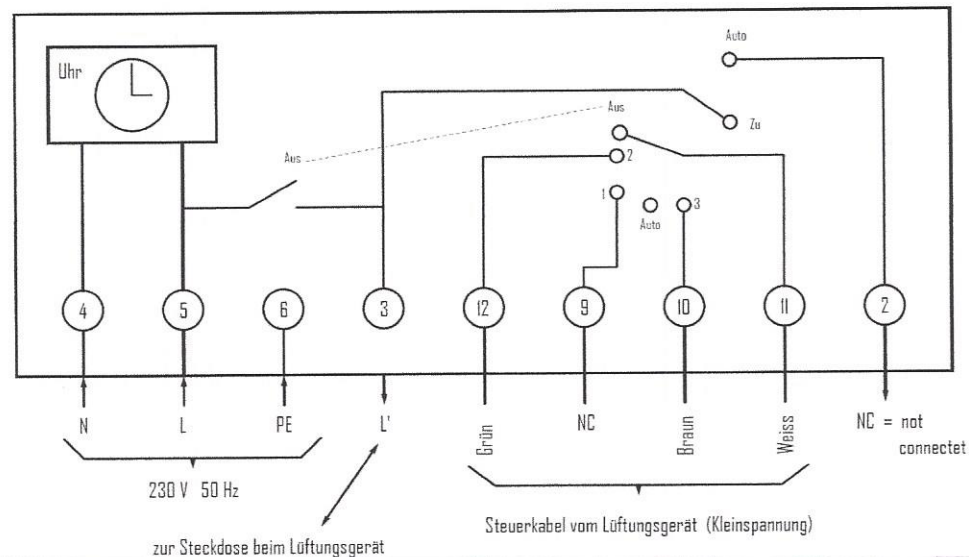 Auto
Uhr
Aus
Zu
Aus
2
1
3
Auto
4
5
6
3
12
9
10
11
2
N
L
PE
L'
Grün
NC
Braun
Weiss
NC = not
connectet
230 V 50 Hz
Steuerkabel vom Lüftungsgerät (Kleinspannung)
zur Steckdose beim Lüftungsgerät